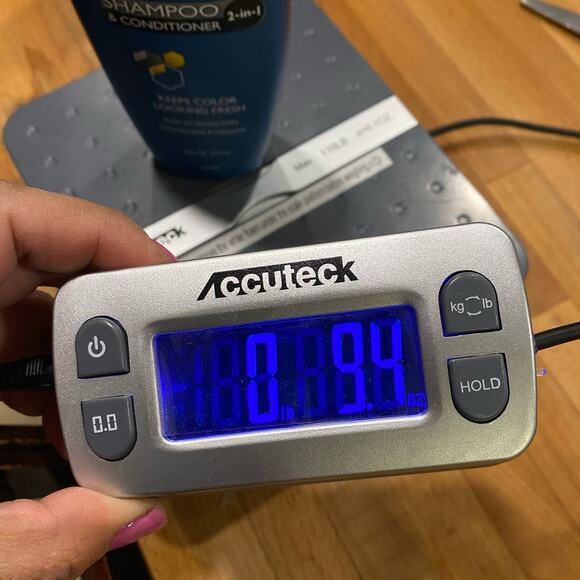 SHAMPOO
& CONDITIONER 2-in-1
KEEPS COLOR
LOOKING FRESH
Max
110LB
Accuteck
kg lb
0 lb 9.4 oz
HOLD
0.0